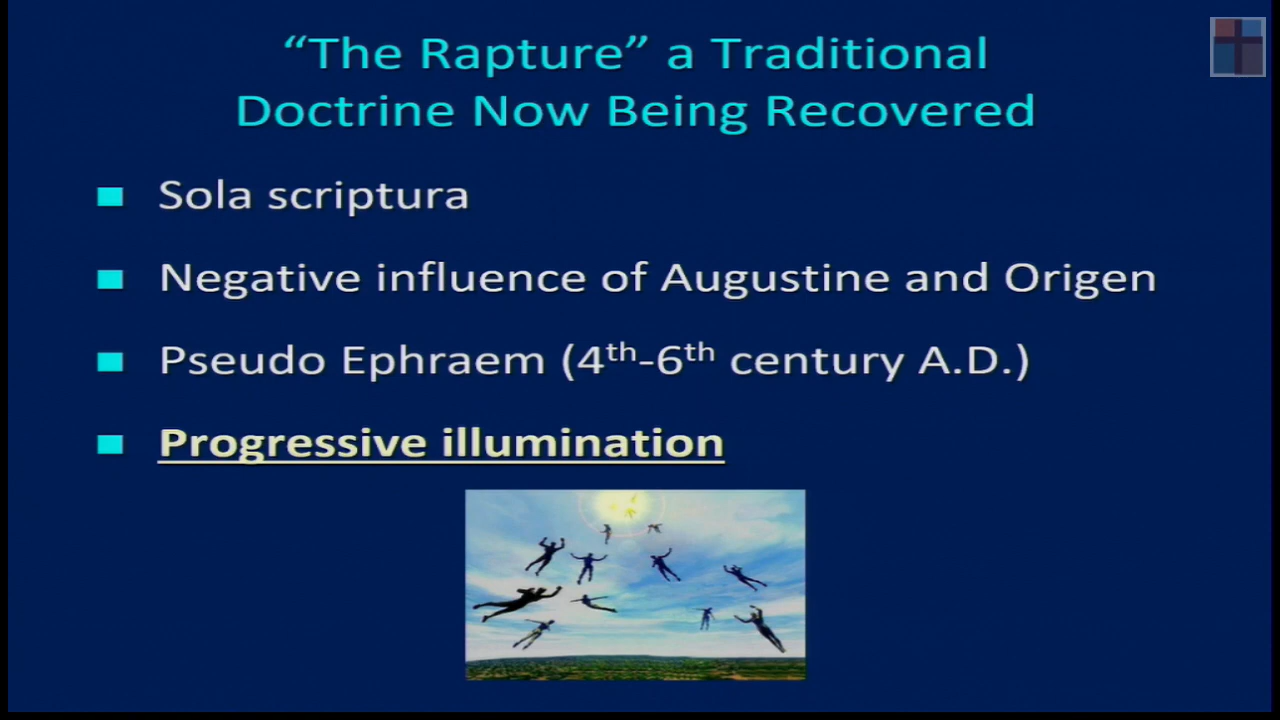 “The Rapture” a Traditional
Doctrine Now Being Recovered
Sola scriptura
Negative influence of Augustine and Origen
Pseudo Ephraem (4th-6th century A.D.)
Progressive illumination